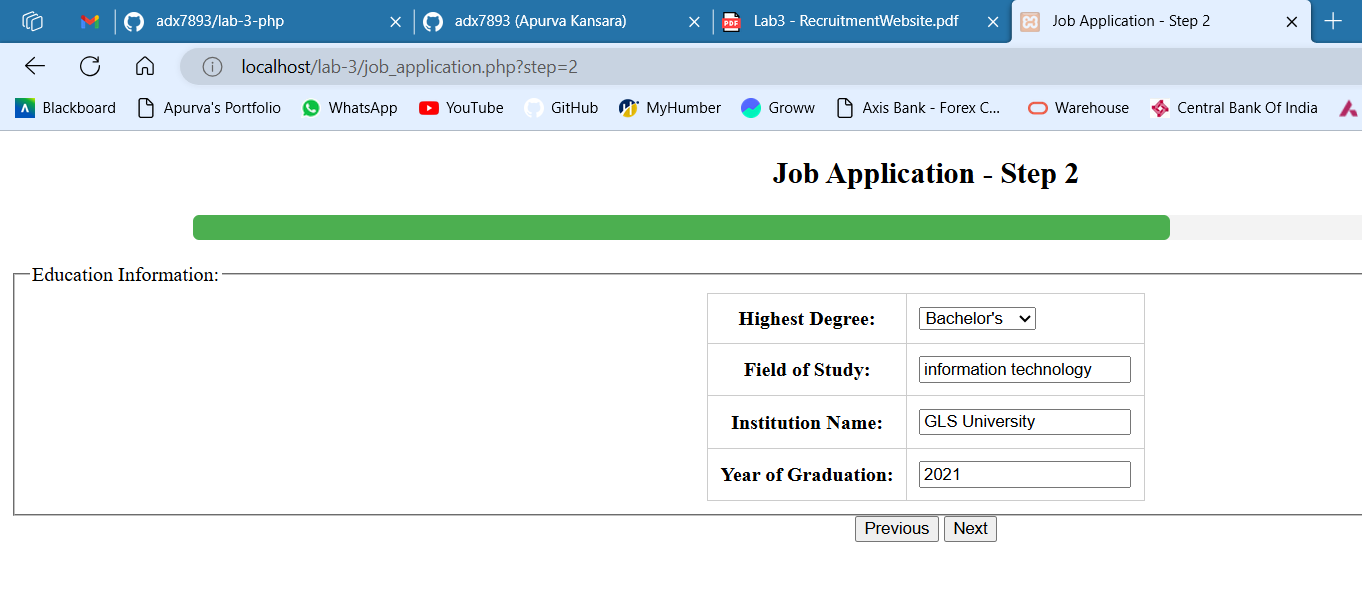 adx7893/lab-3-php adx7893 (Apurva Kansara) PDF Lab3 - RecruitmentWebsite.pdf Job Application - Step 2
localhost/lab-3/job_application.php?step=2
Blackboard Apurva's Portfolio WhatsApp YouTube GitHub MyHumber Groww Axis Bank - Forex C... Warehouse Central Bank Of India
Job Application - Step 2
Education Information:
Highest Degree: Bachelor's
Field of Study: information technology
Institution Name: GLS University
Year of Graduation: 2021
Previous Next